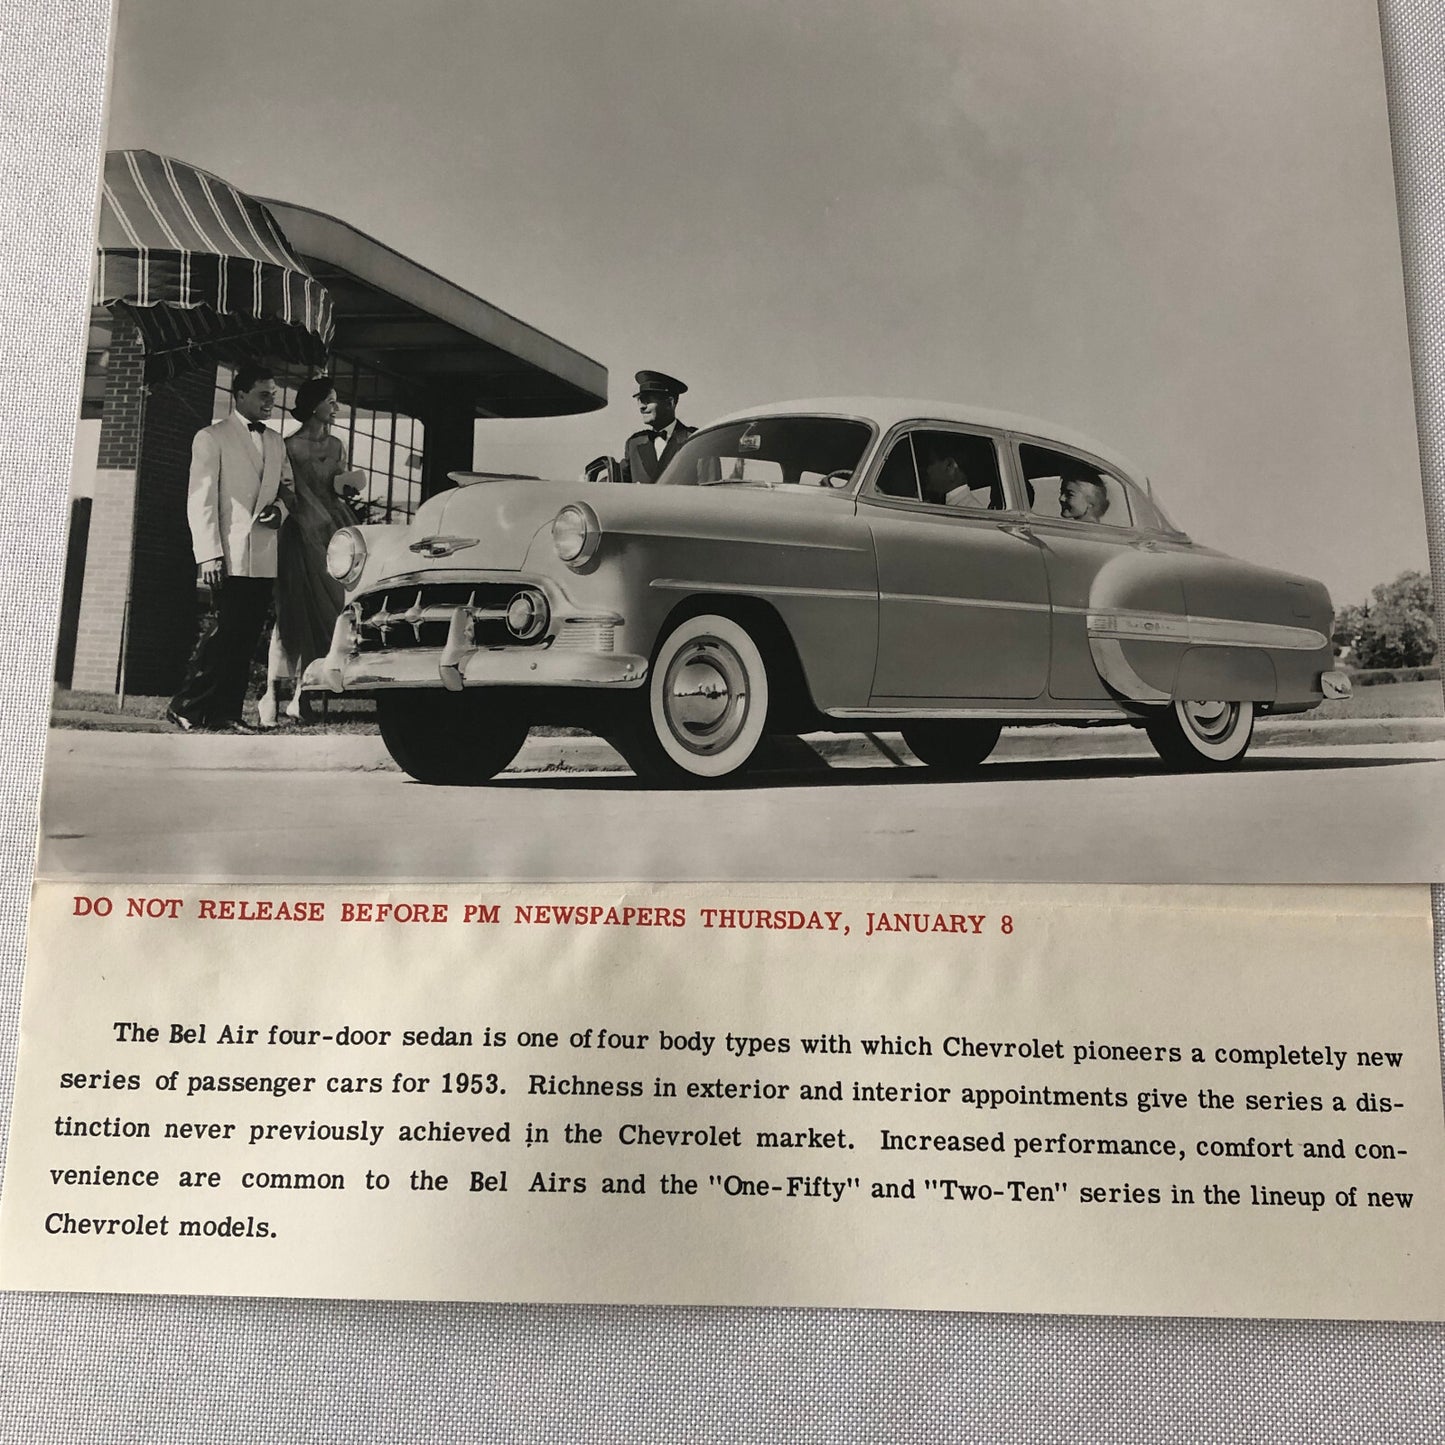 DO NOT RELEASE BEFORE PM NEWSPAPERS THURSDAY, JANUARY 8
The Bel Air four-door sedan is one of four body types with which Chevrolet pioneers a completely new
series of passenger cars for 1953. Richness in exterior and interior appointments give the series a dis-
tinction never previously achieved in the Chevrolet market. Increased performance, comfort and con-
venience are common to the Bel Airs and the "One-Fifty" and "Two-Ten" series in the lineup of new
Chevrolet models.